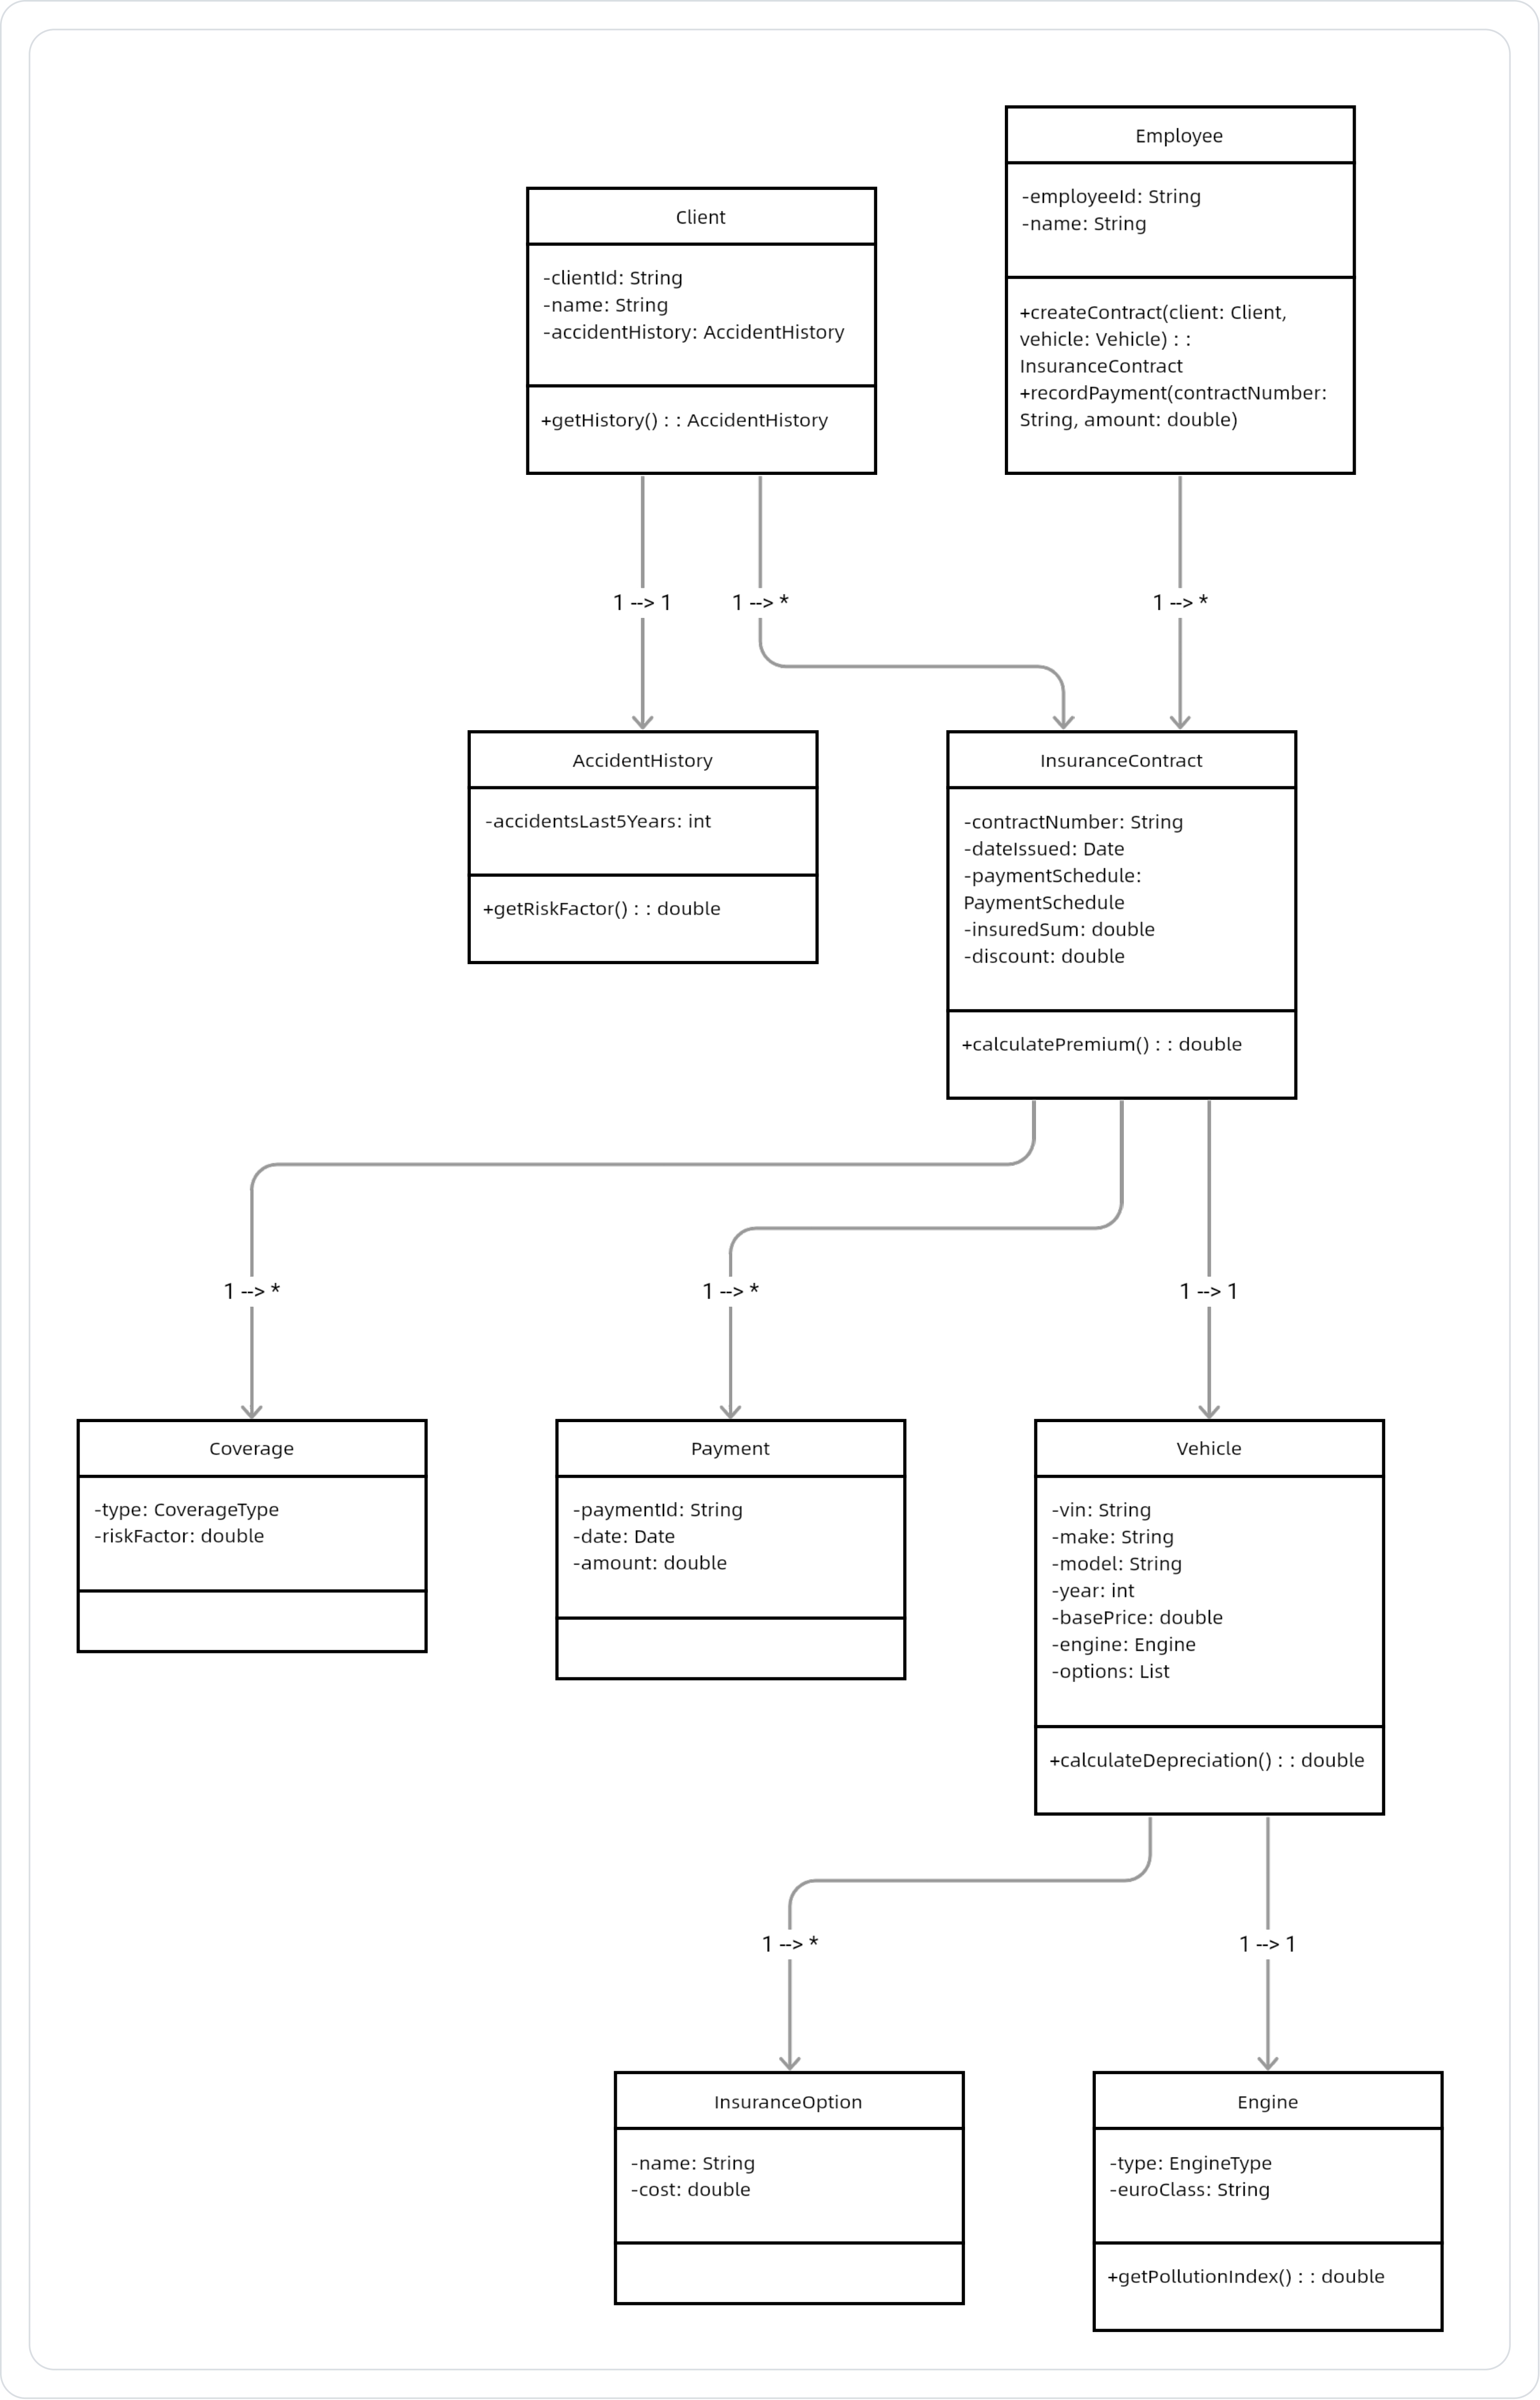 Employee
-employeeId: String
-name: String
+createContract(client: Client,
vehicle: Vehicle) : :
InsuranceContract
+recordPayment(contractNumber:
String, amount: double)
Client
-clientId: String
-name: String
-accidentHistory: AccidentHistory
+getHistory() : : AccidentHistory
1 --> 1
1 --> *
1 --> *
AccidentHistory
-accidentsLast5Years: int
+getRiskFactor() : : double
InsuranceContract
-contractNumber: String
-dateIssued: Date
-paymentSchedule:
PaymentSchedule
-insuredSum: double
-discount: double
+calculatePremium() : : double
1 --> *
1 --> *
1 --> 1
Coverage
-type: CoverageType
-riskFactor: double
Payment
-paymentId: String
-date: Date
-amount: double
Vehicle
-vin: String
-make: String
-model: String
-year: int
-basePrice: double
-engine: Engine
-options: List
+calculateDepreciation() : : double
1 --> *
1 --> 1
InsuranceOption
-name: String
-cost: double
Engine
-type: EngineType
-euroClass: String
+getPollutionIndex() : : double